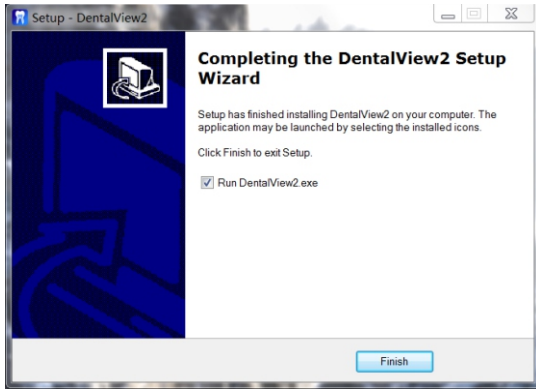 Setup - DentalView2
Completing the DentalView2 Setup
Wizard
Setup has finished installing DentalView2 on your computer. The
application may be launched by selecting the installed icons.
Click Finish to exit Setup.
Run DentalView2.exe
Finish